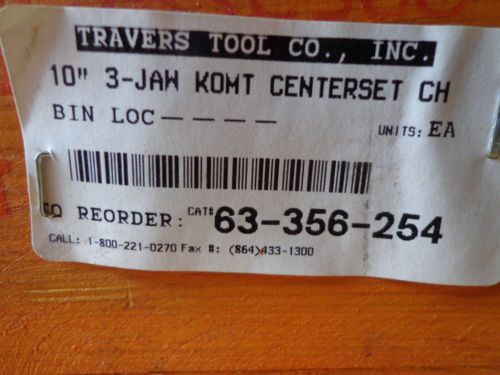 TRAVERS TOOL CO., INC.
10" 3-JAW KOMT CENTERSET CH
BIN LOC — — — —
UNITS: EA
TO REORDER: CAT# 63-356-254
CALL: 1-800-221-0270 Fax #: (864)433-1300